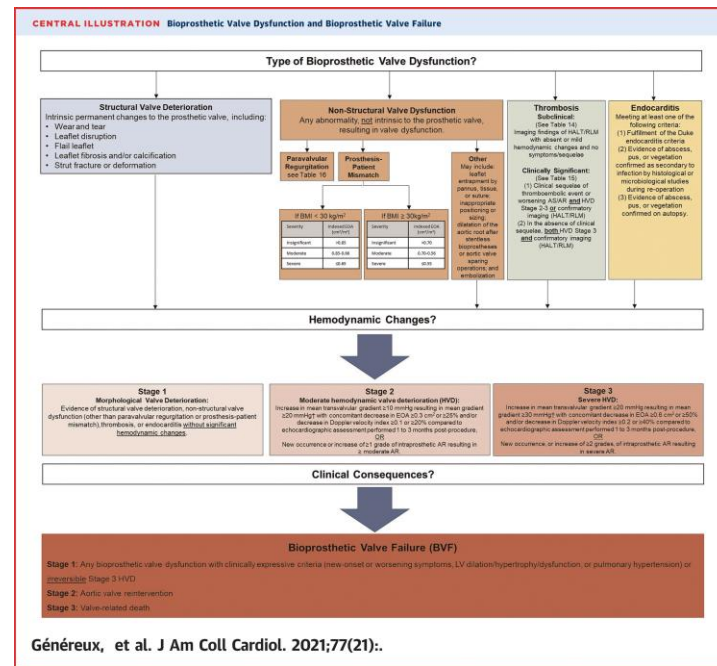 CENTRAL ILLUSTRATION Bioprosthetic Valve Dysfunction and Bioprosthetic Valve Failure
Type of Bioprosthetic Valve Dysfunction?
Structural Valve Deterioration
Intrinsic permanent changes to the prosthetic valve, including:
• Wear and tear
• Leaflet disruption
• Flail leaflet
• Leaflet fibrosis and/or calcification
• Strut fracture or deformation
Non-Structural Valve Dysfunction
Any abnormality, not intrinsic to the prosthetic valve,
resulting in valve dysfunction.
Paravalvular
Regurgitation
see Table 16
Prosthesis-
Patient
Mismatch
If BMI < 30 kg/m²
Severity Indexed EOA
(cm²/m²)
Insignificant
Moderate
Severe
If BMI ≥ 30kg/m²
Severity Indexed EOA
(cm²/m²)
Insignificant
Moderate
Severe
Other
May include:
leaflet
entrapment by
pannus, tissue,
or suture;
inappropriate
positioning or
sizing;
dilatation of the
aortic root after
stentless
bioprostheses
or aortic valve
sparing
operations; and
embolization
Thrombosis
Subclinical:
(See Table 14)
Imaging findings of HALT/RLM
with absent or mild
hemodynamic changes and no
symptoms/sequelae
Clinically Significant:
(See Table 15)
(1) Clinical sequelae of
thromboembolic event or
worsening AS/AR and HVD
Stage 2-3 or confirmatory
imaging (HALT/RLM)
(2) In the absence of clinical
sequelae, both HVD Stage 3
and confirmatory imaging
(HALT/RLM)
Endocarditis
Meeting at least one of the
following criteria:
(1) Fulfillment of the Duke
endocarditis criteria
(2) Evidence of abscess,
pus, or vegetation
confirmed as secondary to
infection by histological or
microbiological studies
during re-operation
(3) Evidence of abscess,
pus, or vegetation
confirmed on autopsy.
Hemodynamic Changes?
Stage 1
Morphological Valve Deterioration:
Evidence of structural valve deterioration, non-structural valve
dysfunction (other than paravalvular regurgitation or prosthesis-patient
mismatch), thrombosis, or endocarditis without significant
hemodynamic changes.
Stage 2
Moderate hemodynamic valve deterioration (HVD):
Increase in mean transvalvular gradient ≥10 mmHg resulting in mean gradient
≥20 mmHg† with concomitant decrease in EOA ≥0.3 cm² or ≥25% and/or
decrease in Doppler velocity index ≥0.1 or ≥20% compared to
echocardiographic assessment performed 1 to 3 months post-procedure,
OR
New occurrence or increase of ≥1 grade of intraprosthetic AR resulting in
≥ moderate AR.
Stage 3
Severe HVD:
Increase in mean transvalvular gradient ≥20 mmHg resulting in mean
gradient ≥30 mmHg† with concomitant decrease in EOA ≥0.6 cm² or ≥50%
and/or decrease in Doppler velocity index ≥0.2 or ≥40% compared to
echocardiographic assessment performed 1 to 3 months post-procedure,
OR
New occurrence, or increase of ≥2 grades, of intraprosthetic AR resulting
in severe AR.
Clinical Consequences?
Bioprosthetic Valve Failure (BVF)
Stage 1: Any bioprosthetic valve dysfunction with clinically expressive criteria (new-onset or worsening symptoms, LV dilation/hypertrophy/dysfunction, or pulmonary hypertension) or
irreversible Stage 3 HVD
Stage 2: Aortic valve reintervention
Stage 3: Valve-related death
Généreux, et al. J Am Coll Cardiol. 2021;77(21):.